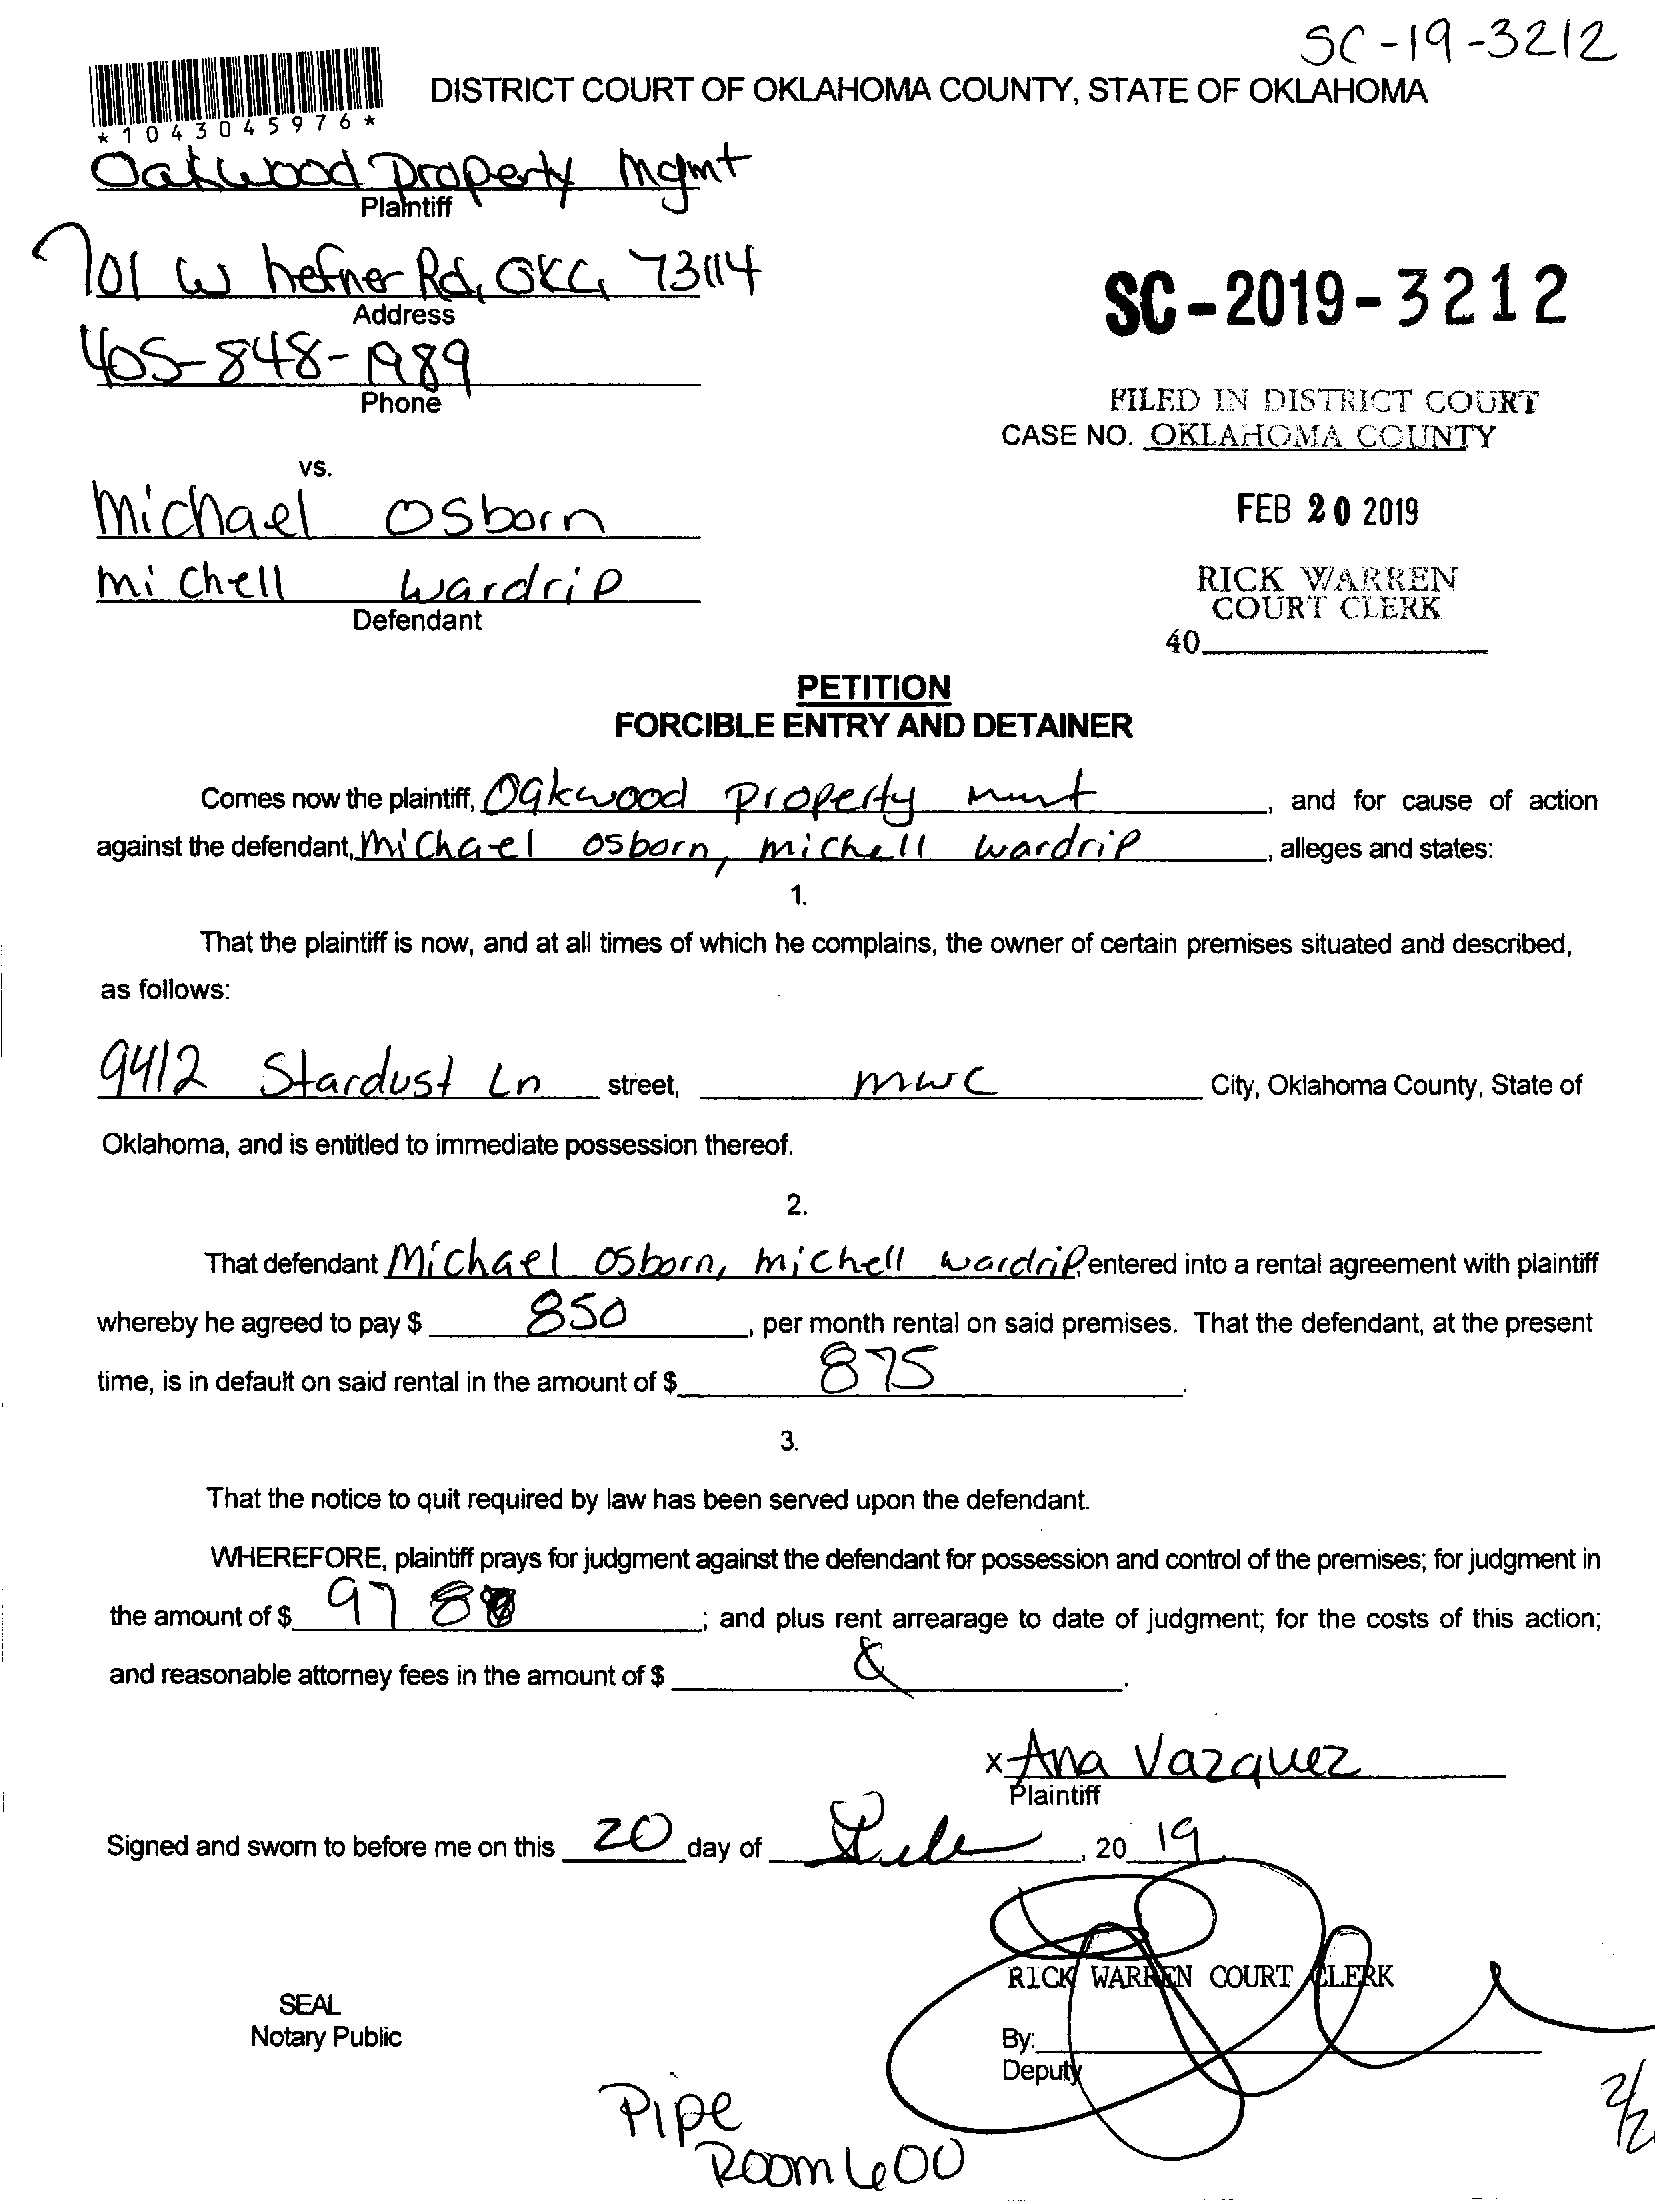 SC-19-3212
*1043045976*
DISTRICT COURT OF OKLAHOMA COUNTY, STATE OF OKLAHOMA
Oakwood Property Mgmt
Plaintiff
701 W hefner Rd, OKC, 73114
Address
SC-2019-3212
405-848-1989
Phone
FILED IN DISTRICT COURT
CASE NO. OKLAHOMA COUNTY
vs.
Michael Osborn
FEB 20 2019
Michell Wardrip
Defendant
RICK WARREN
COURT CLERK
40
PETITION
FORCIBLE ENTRY AND DETAINER
Comes now the plaintiff, Oakwood property mmt, and for cause of action
against the defendant, Michael osborn, michell wardrip, alleges and states:
1.
That the plaintiff is now, and at all times of which he complains, the owner of certain premises situated and described,
as follows:
9412 Stardust Ln street, mwc City, Oklahoma County, State of
Oklahoma, and is entitled to immediate possession thereof.
2.
That defendant Michael osborn, michell wardrip, entered into a rental agreement with plaintiff
whereby he agreed to pay $ 850, per month rental on said premises. That the defendant, at the present
time, is in default on said rental in the amount of $ 875.
3.
That the notice to quit required by law has been served upon the defendant.
WHEREFORE, plaintiff prays for judgment against the defendant for possession and control of the premises; for judgment in
the amount of $ 978; and plus rent arrearage to date of judgment; for the costs of this action;
and reasonable attorney fees in the amount of $ .
x Ana Vazquez
Plaintiff
Signed and sworn to before me on this 20 day of , 20 19
RICK WARREN COURT CLERK
SEAL
Notary Public
By:
Deputy
Pipe
Room 600